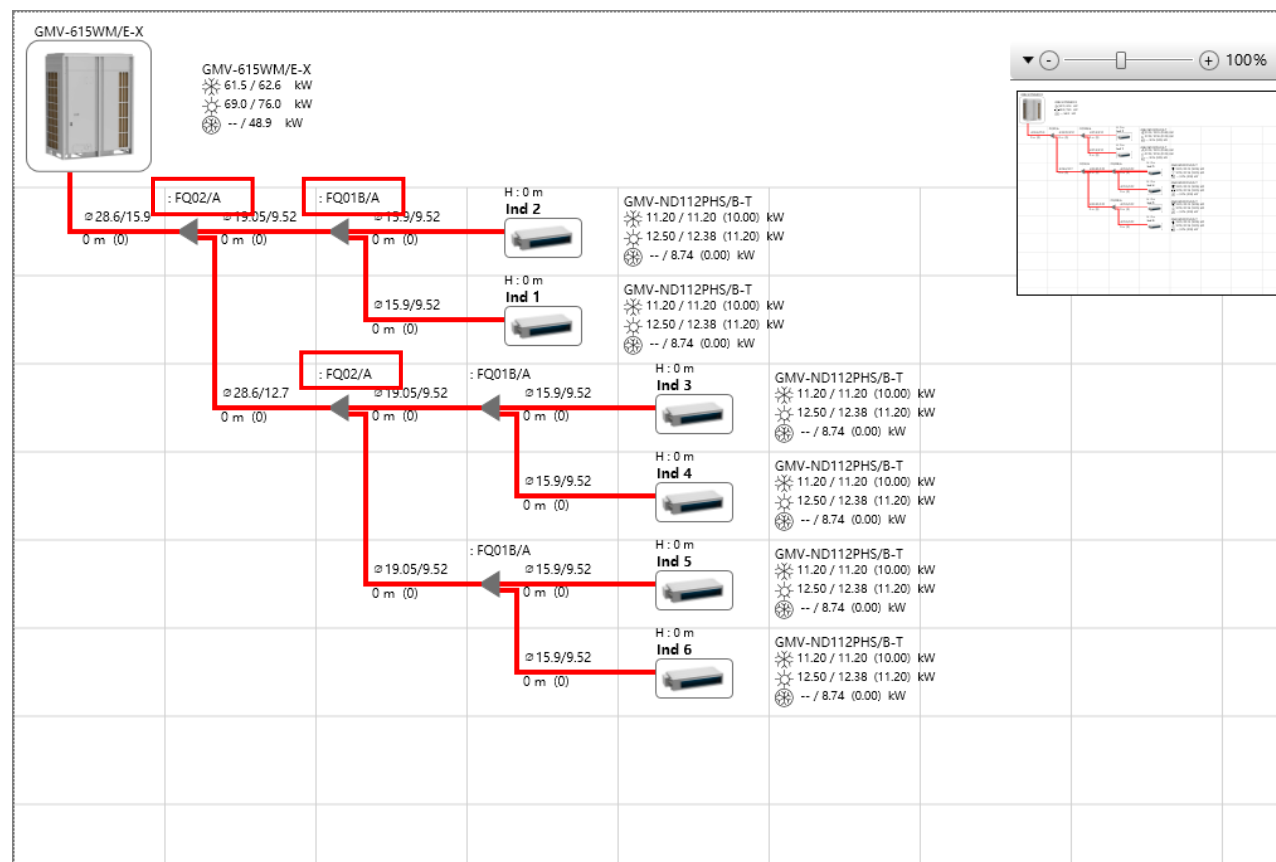 GMV-615WM/E-X
GMV-615WM/E-X
61.5 / 62.6 kW
69.0 / 76.0 kW
-- / 48.9 kW
100%
: FQ02/A
: FQ01B/A
⌀28.6/15.9
0 m (0)
⌀19.05/9.52
0 m (0)
⌀15.9/9.52
0 m (0)
H : 0 m
Ind 2
GMV-ND112PHS/B-T
11.20 / 11.20 (10.00) kW
12.50 / 12.38 (11.20) kW
-- / 8.74 (0.00) kW
⌀15.9/9.52
0 m (0)
H : 0 m
Ind 1
GMV-ND112PHS/B-T
11.20 / 11.20 (10.00) kW
12.50 / 12.38 (11.20) kW
-- / 8.74 (0.00) kW
: FQ02/A
: FQ01B/A
⌀28.6/12.7
0 m (0)
⌀19.05/9.52
0 m (0)
⌀15.9/9.52
0 m (0)
H : 0 m
Ind 3
GMV-ND112PHS/B-T
11.20 / 11.20 (10.00) kW
12.50 / 12.38 (11.20) kW
-- / 8.74 (0.00) kW
⌀15.9/9.52
0 m (0)
H : 0 m
Ind 4
GMV-ND112PHS/B-T
11.20 / 11.20 (10.00) kW
12.50 / 12.38 (11.20) kW
-- / 8.74 (0.00) kW
: FQ01B/A
⌀19.05/9.52
0 m (0)
⌀15.9/9.52
0 m (0)
H : 0 m
Ind 5
GMV-ND112PHS/B-T
11.20 / 11.20 (10.00) kW
12.50 / 12.38 (11.20) kW
-- / 8.74 (0.00) kW
⌀15.9/9.52
0 m (0)
H : 0 m
Ind 6
GMV-ND112PHS/B-T
11.20 / 11.20 (10.00) kW
12.50 / 12.38 (11.20) kW
-- / 8.74 (0.00) kW